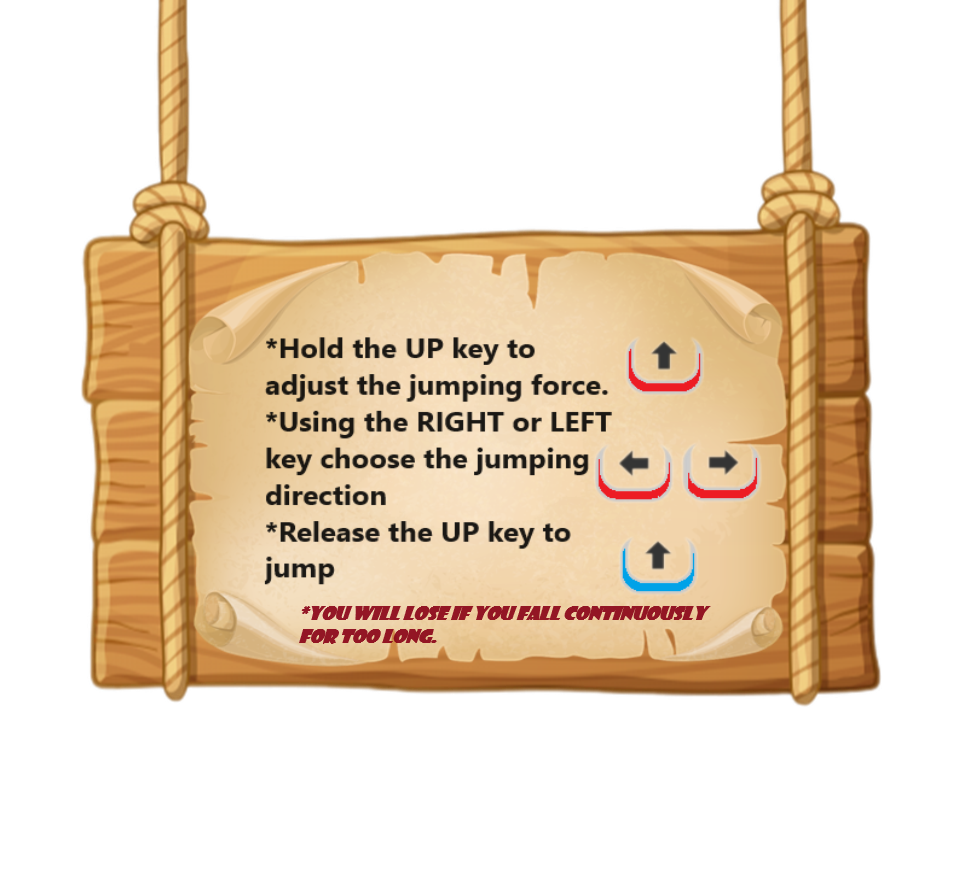 *Hold the UP key to
adjust the jumping force.
*Using the RIGHT or LEFT
key choose the jumping
direction
*Release the UP key to
jump
*YOU WILL LOSE IF YOU FALL CONTINUOUSLY
FOR TOO LONG.